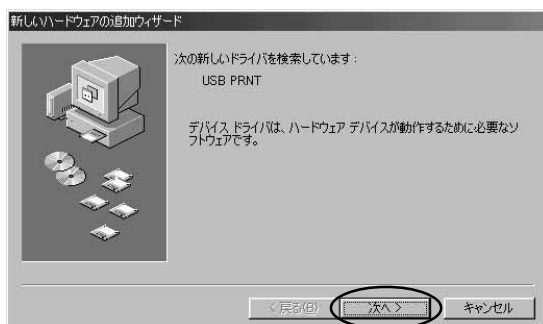 新しいハードウェアの追加ウィザード
次の新しいドライバを検索しています:
USB PRNT
デバイス ドライバは、ハードウェア デバイスが動作するために必要なソ
フトウェアです。
< 戻る(B)
次へ >
キャンセル